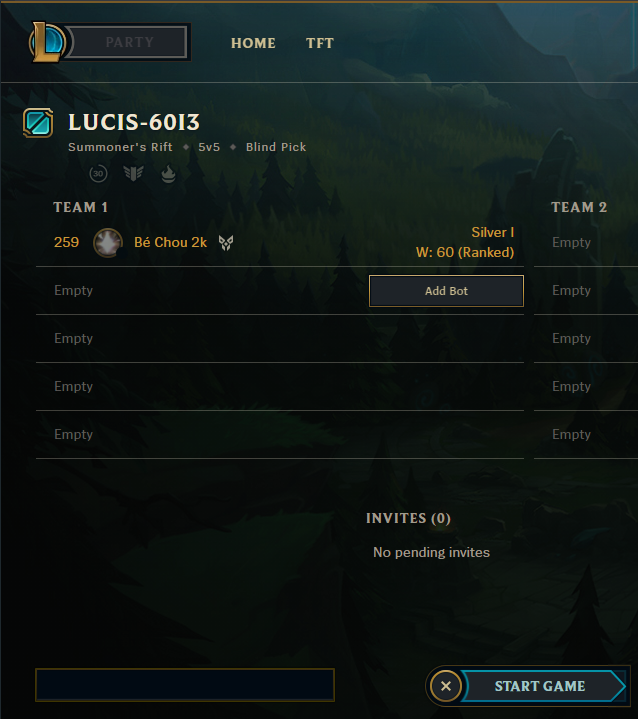 PARTY
HOME
TFT
LUCIS-60I3
Summoner's Rift ◆ 5v5 ◆ Blind Pick
30
TEAM 1
TEAM 2
259 Bé Chou 2k
Silver I
W: 60 (Ranked)
Empty
Empty
Add Bot
Empty
Empty
Empty
Empty
Empty
Empty
Empty
INVITES (0)
No pending invites
START GAME